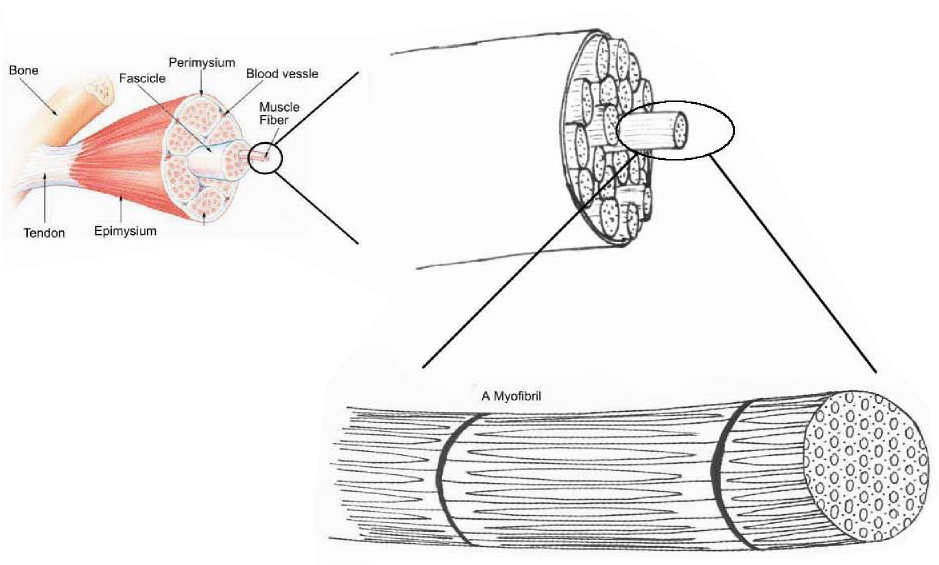 Bone
Perimysium
Fascicle
Blood vessle
Muscle
Fiber
Tendon
Epimysium
A Myofibril